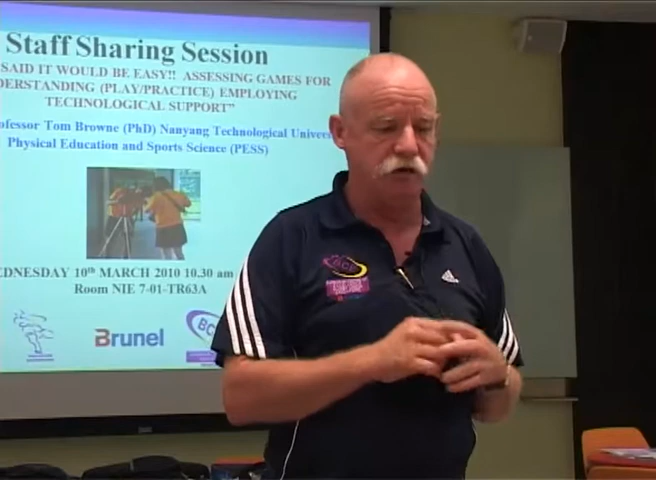 Staff Sharing Session
SAID IT WOULD BE EASY!! ASSESSING GAMES FOR
DERSTANDING (PLAY/PRACTICE) EMPLOYING
TECHNOLOGICAL SUPPORT"
ofessor Tom Browne (PhD) Nanyang Technological Univers
Physical Education and Sports Science (PESS)
EDNESDAY 10TH MARCH 2010 10.30 am
Room NIE 7-01-TR63A
Brunel
BCE